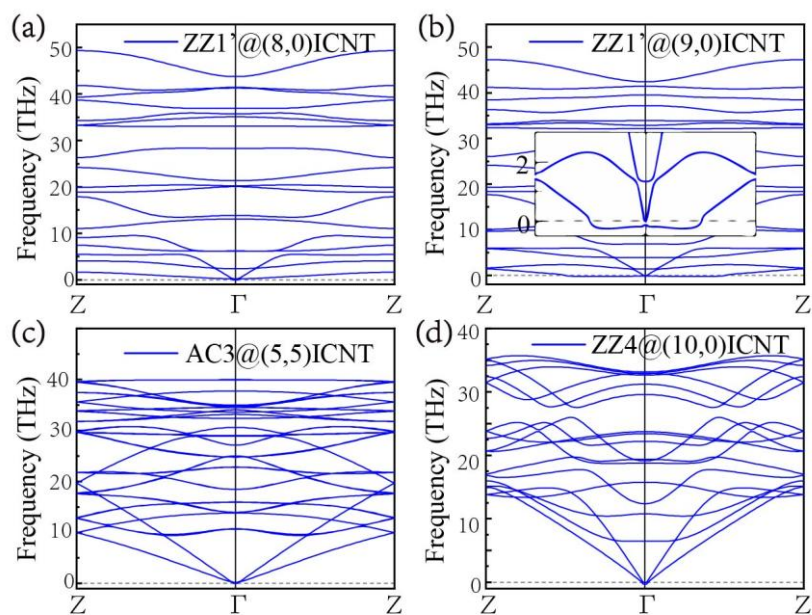 (a)
ZZ1'@(8,0)ICNT
Frequency (THz)
50
40
30
20
10
0
Z
Γ
Z
(b)
ZZ1'@(9,0)ICNT
Frequency (THz)
50
40
30
20
10
0
2
0
Z
Γ
Z
(c)
AC3@(5,5)ICNT
Frequency (THz)
40
30
20
10
0
Z
Γ
Z
(d)
ZZ4@(10,0)ICNT
Frequency (THz)
40
30
20
30
10
0
Z
Γ
Z